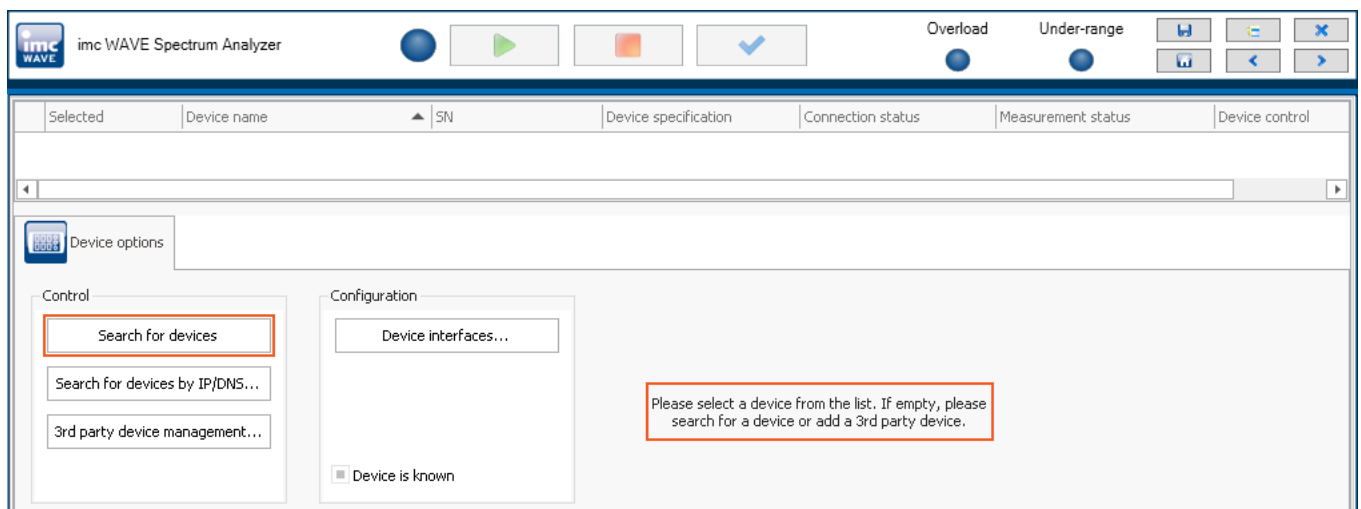 imc WAVE
imc WAVE Spectrum Analyzer
Overload
Under-range
Selected Device name SN Device specification Connection status Measurement status Device control
Device options
Control
Search for devices
Search for devices by IP/DNS...
3rd party device management...
Configuration
Device interfaces...
Device is known
Please select a device from the list. If empty, please
search for a device or add a 3rd party device.